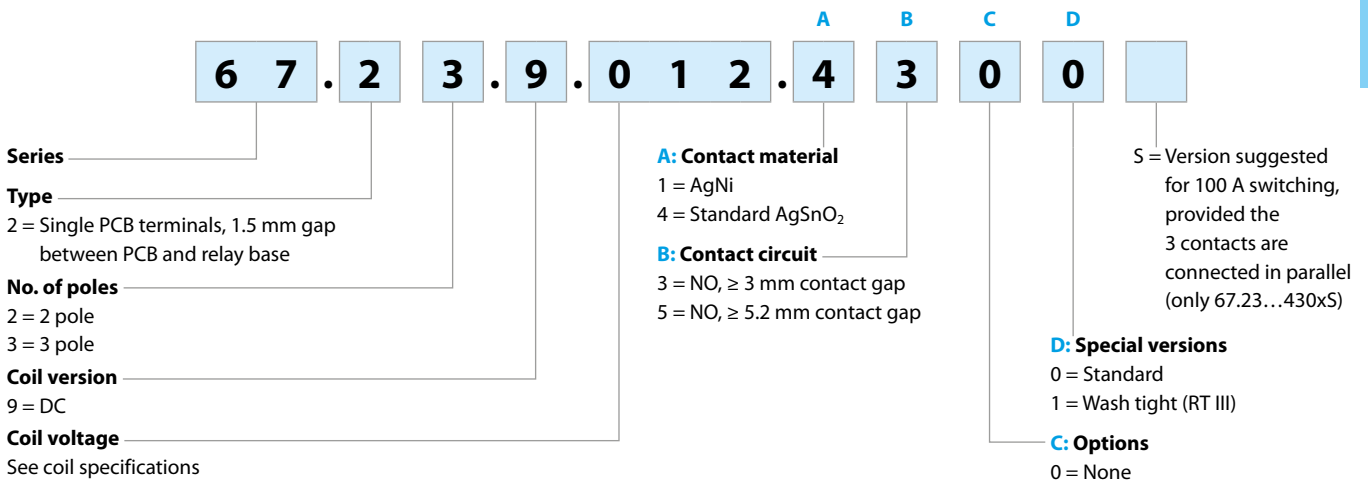 A B C D
6 7 . 2 3 . 9 . 0 1 2 . 4 3 0 0
Series
Type
2 = Single PCB terminals, 1.5 mm gap
between PCB and relay base
No. of poles
2 = 2 pole
3 = 3 pole
Coil version
9 = DC
Coil voltage
See coil specifications
A: Contact material
1 = AgNi
4 = Standard AgSnO₂
B: Contact circuit
3 = NO, ≥ 3 mm contact gap
5 = NO, ≥ 5.2 mm contact gap
S = Version suggested
for 100 A switching,
provided the
3 contacts are
connected in parallel
(only 67.23…430xS)
D: Special versions
0 = Standard
1 = Wash tight (RT III)
C: Options
0 = None